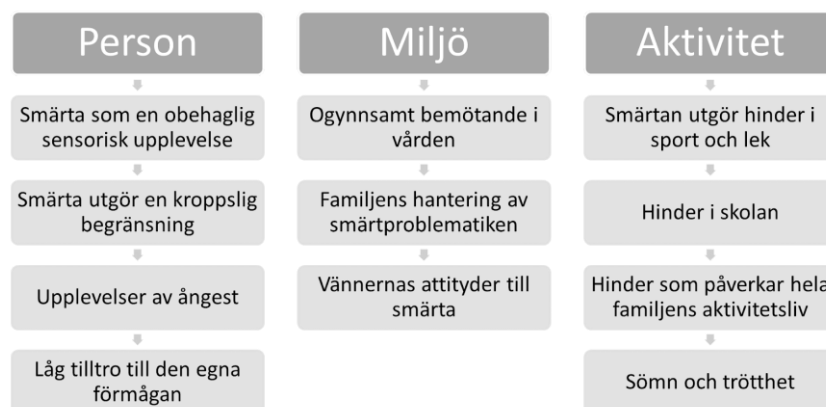 Person
Smärta som en obehaglig
sensorisk upplevelse
Smärta utgör en kroppslig
begränsning
Upplevelser av ångest
Låg tilltro till den egna
förmågan
Miljö
Ogynnsamt bemötande i
vården
Familjens hantering av
smärtproblematiken
Vännernas attityder till
smärta
Aktivitet
Smärtan utgör hinder i
sport och lek
Hinder i skolan
Hinder som påverkar hela
familjens aktivitetsliv
Sömn och trötthet